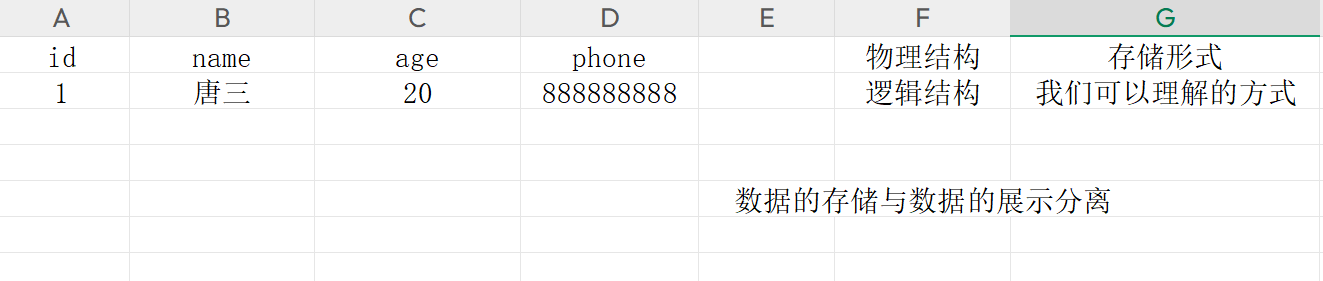 A B C D E F G
id name age phone 物理结构 存储形式
1 唐三 20 888888888 逻辑结构 我们可以理解的方式
数据的存储与数据的展示分离